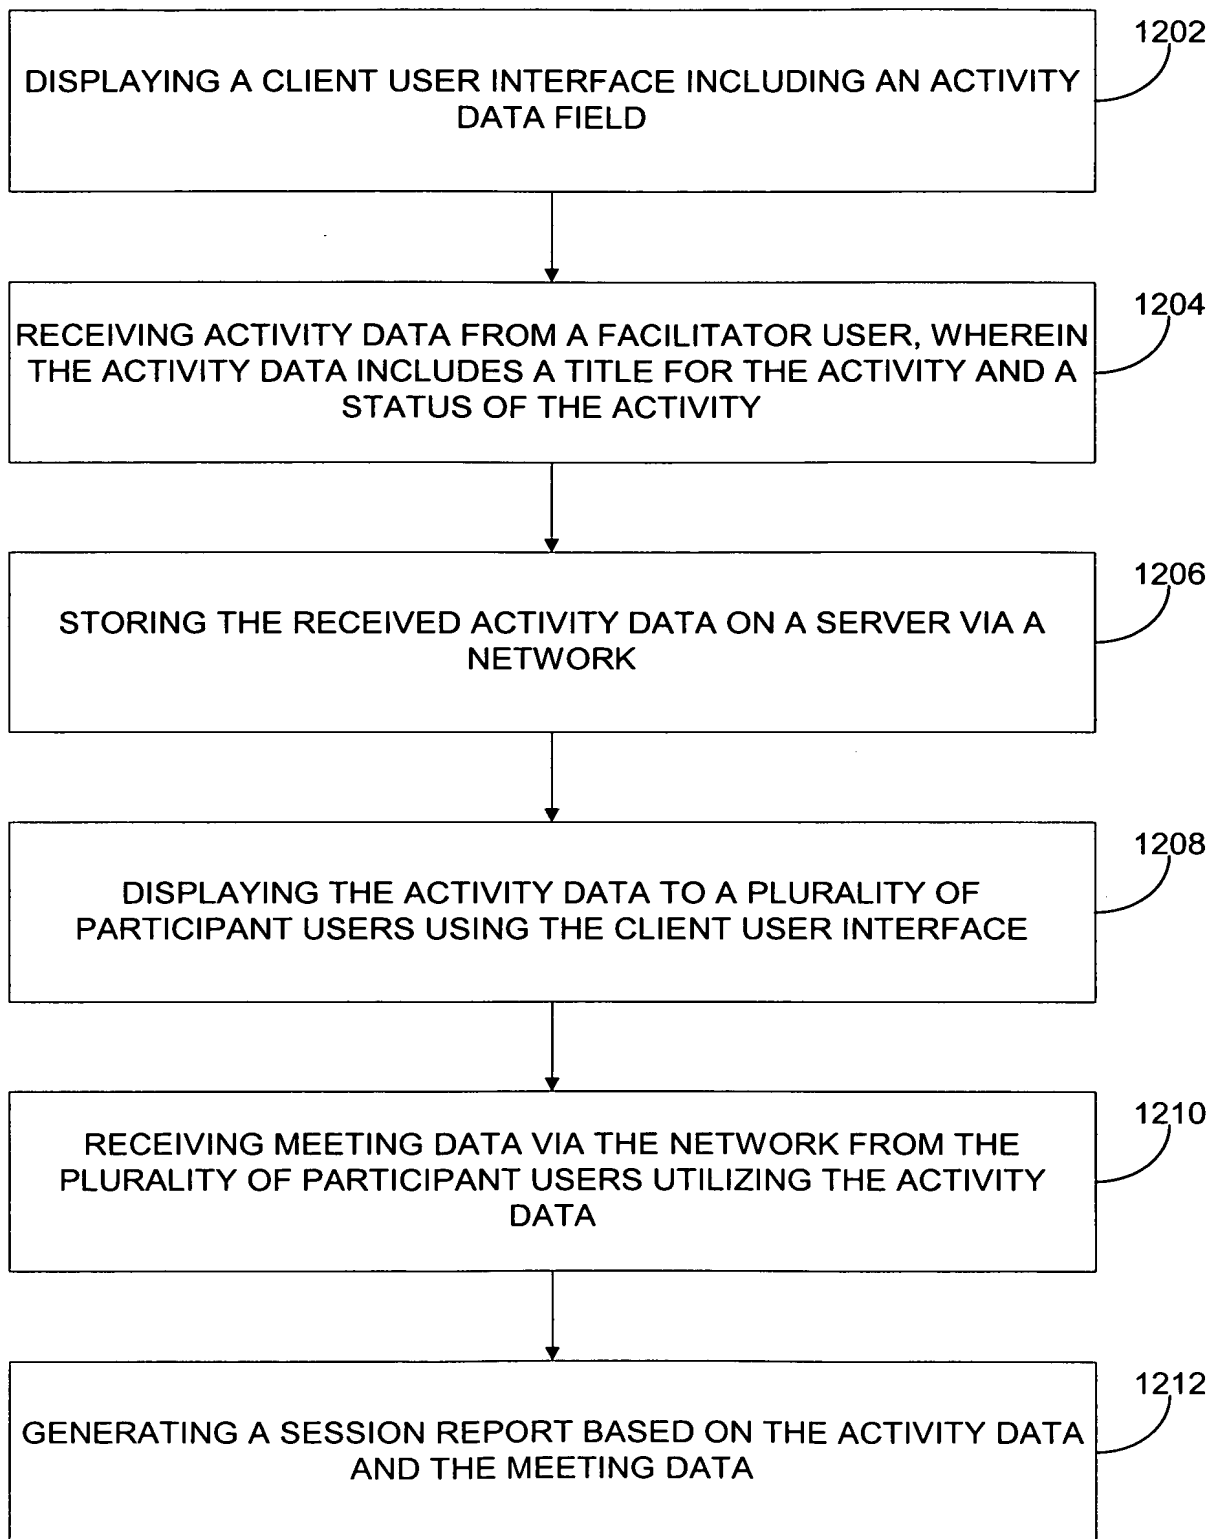 1202
DISPLAYING A CLIENT USER INTERFACE INCLUDING AN ACTIVITY
DATA FIELD
1204
RECEIVING ACTIVITY DATA FROM A FACILITATOR USER, WHEREIN
THE ACTIVITY DATA INCLUDES A TITLE FOR THE ACTIVITY AND A
STATUS OF THE ACTIVITY
1206
STORING THE RECEIVED ACTIVITY DATA ON A SERVER VIA A
NETWORK
1208
DISPLAYING THE ACTIVITY DATA TO A PLURALITY OF
PARTICIPANT USERS USING THE CLIENT USER INTERFACE
1210
RECEIVING MEETING DATA VIA THE NETWORK FROM THE
PLURALITY OF PARTICIPANT USERS UTILIZING THE ACTIVITY
DATA
1212
GENERATING A SESSION REPORT BASED ON THE ACTIVITY DATA
AND THE MEETING DATA